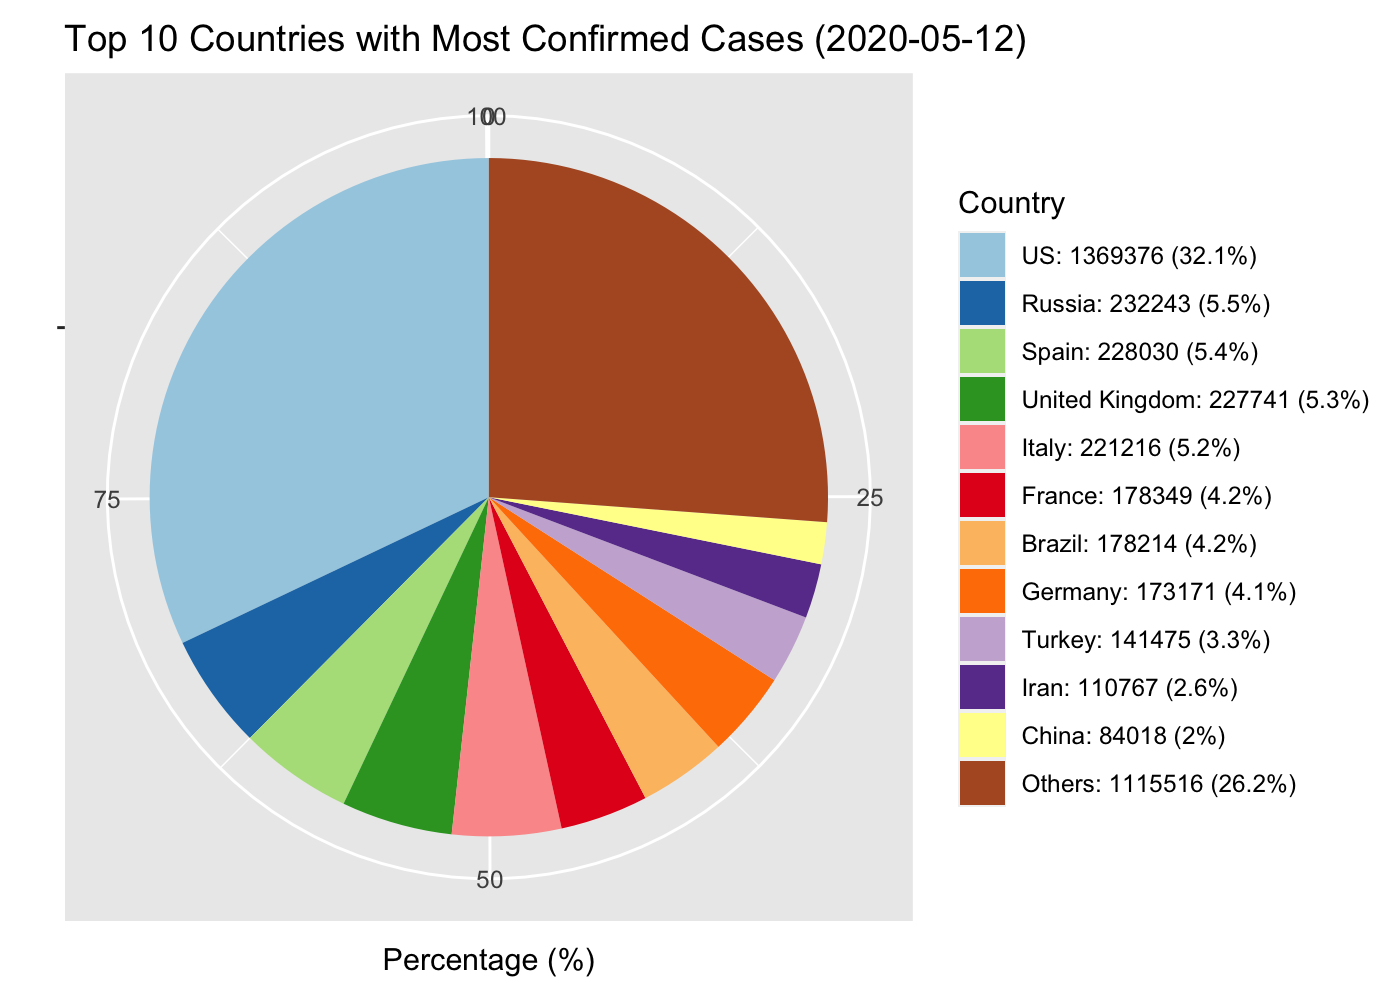 Top 10 Countries with Most Confirmed Cases (2020-05-12)
100
0
75
25
50
Percentage (%)
Country
US: 1369376 (32.1%)
Russia: 232243 (5.5%)
Spain: 228030 (5.4%)
United Kingdom: 227741 (5.3%)
Italy: 221216 (5.2%)
France: 178349 (4.2%)
Brazil: 178214 (4.2%)
Germany: 173171 (4.1%)
Turkey: 141475 (3.3%)
Iran: 110767 (2.6%)
China: 84018 (2%)
Others: 1115516 (26.2%)